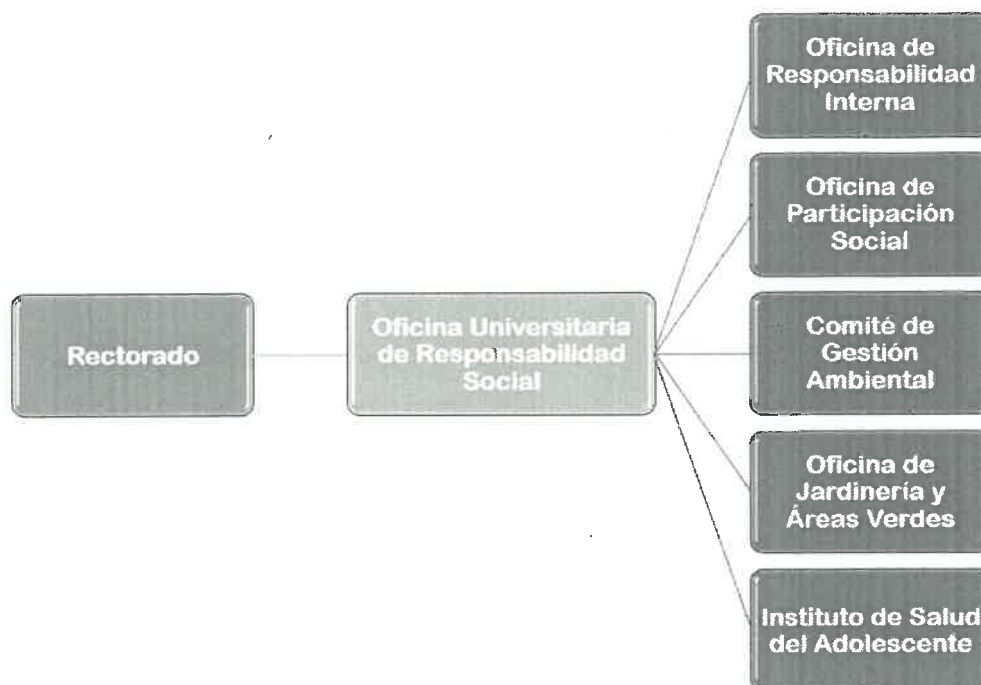 Rectorado
Oficina Universitaria
de Responsabilidad
Social
Oficina de
Responsabilidad
Interna
Oficina de
Participación
Social
Comité de
Gestión
Ambiental
Oficina de
Jardinería y
Áreas Verdes
Instituto de Salud
del Adolescente